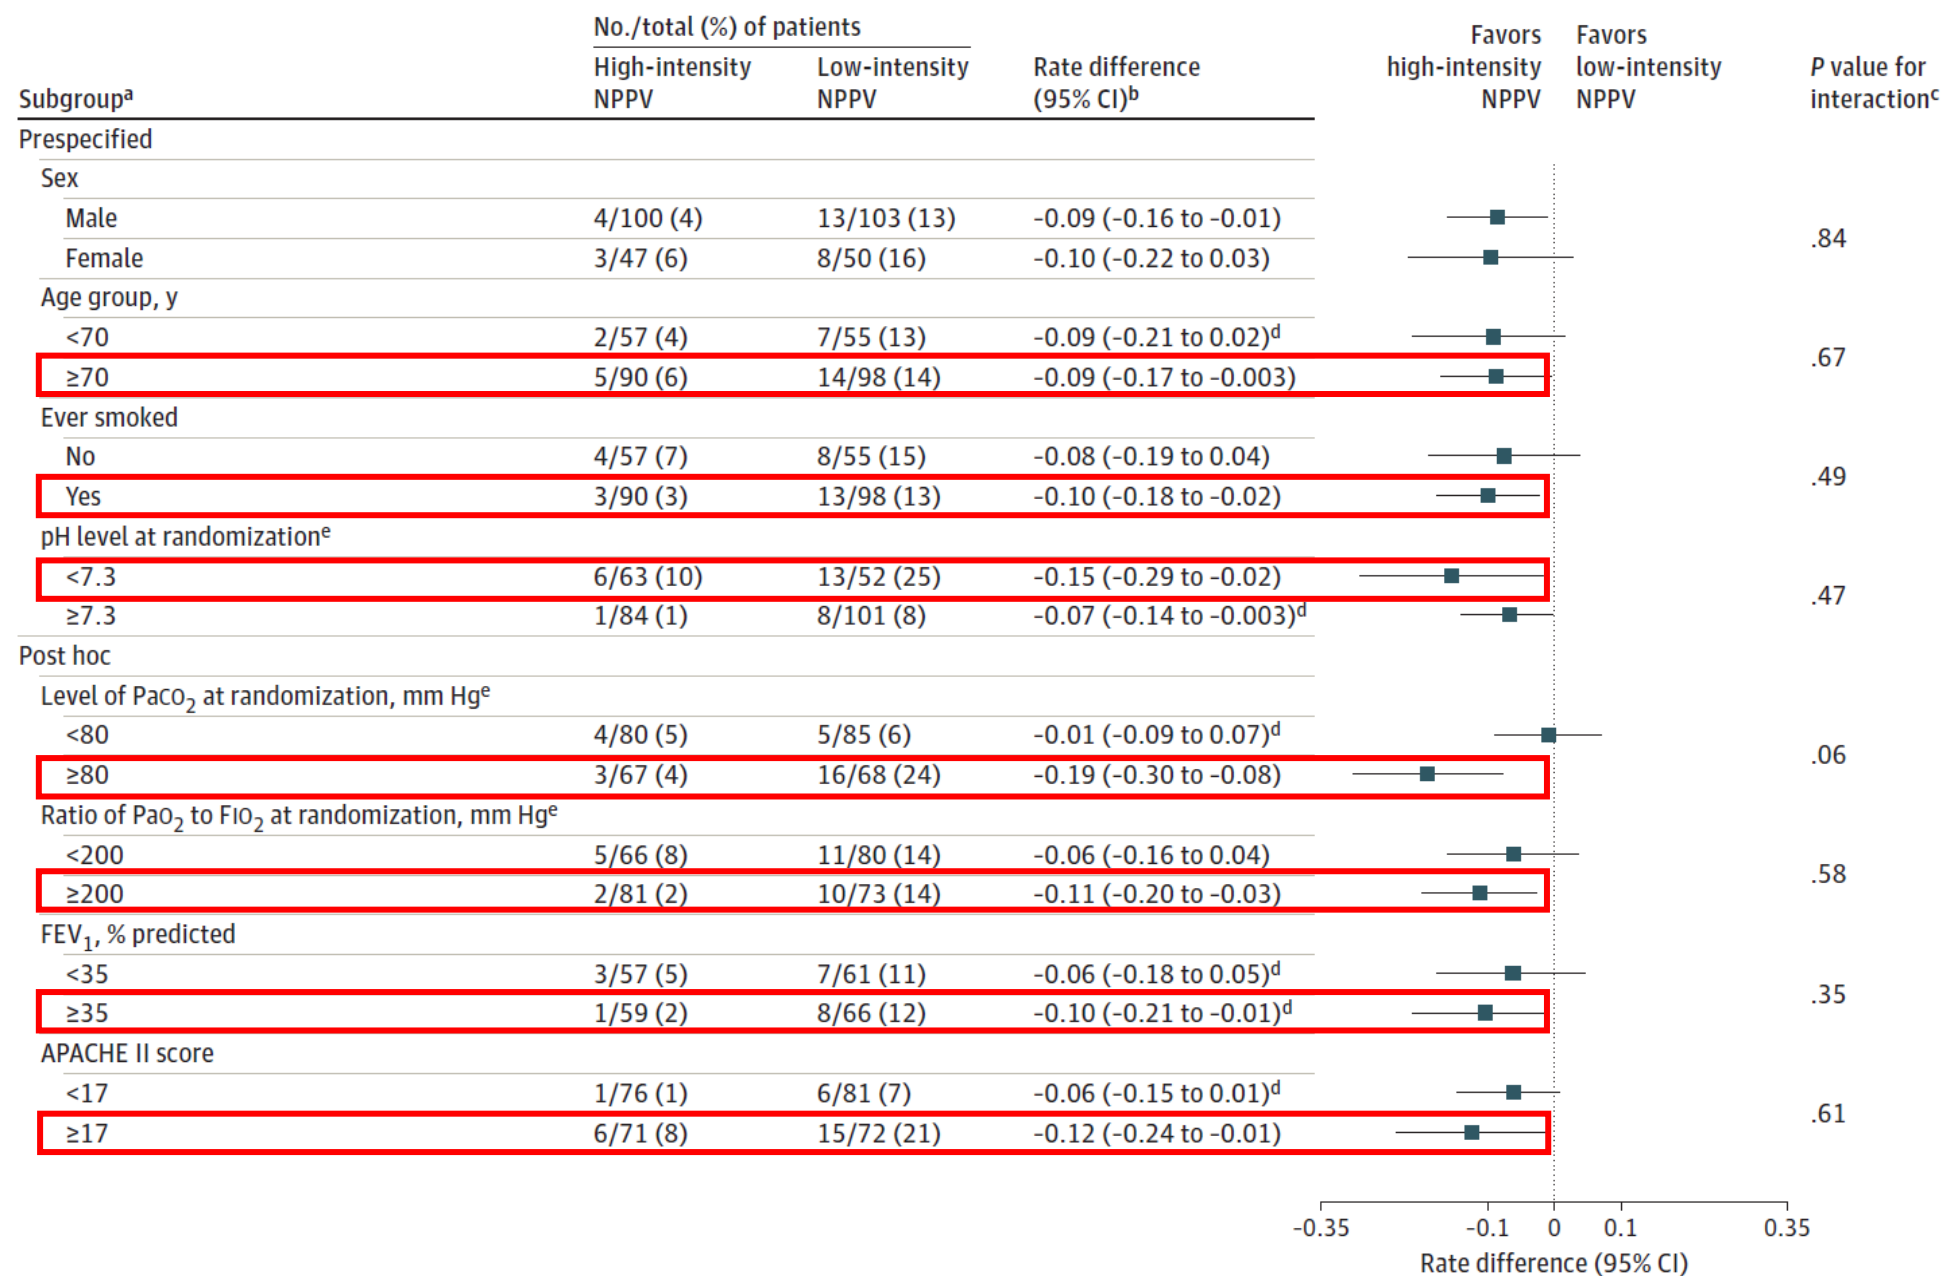 No./total (%) of patients
Favors Favors
High-intensity Low-intensity Rate difference high-intensity low-intensity P value for
Subgroupᵃ NPPV NPPV (95% CI)ᵇ NPPV NPPV interactionᶜ
Prespecified
Sex
Male 4/100 (4) 13/103 (13) -0.09 (-0.16 to -0.01)
.84
Female 3/47 (6) 8/50 (16) -0.10 (-0.22 to 0.03)
Age group, y
<70 2/57 (4) 7/55 (13) -0.09 (-0.21 to 0.02)ᵈ
.67
≥70 5/90 (6) 14/98 (14) -0.09 (-0.17 to -0.003)
Ever smoked
No 4/57 (7) 8/55 (15) -0.08 (-0.19 to 0.04)
.49
Yes 3/90 (3) 13/98 (13) -0.10 (-0.18 to -0.02)
pH level at randomizationᵉ
<7.3 6/63 (10) 13/52 (25) -0.15 (-0.29 to -0.02)
.47
≥7.3 1/84 (1) 8/101 (8) -0.07 (-0.14 to -0.003)ᵈ
Post hoc
Level of PaCO₂ at randomization, mm Hgᵉ
<80 4/80 (5) 5/85 (6) -0.01 (-0.09 to 0.07)ᵈ
.06
≥80 3/67 (4) 16/68 (24) -0.19 (-0.30 to -0.08)
Ratio of PaO₂ to FIO₂ at randomization, mm Hgᵉ
<200 5/66 (8) 11/80 (14) -0.06 (-0.16 to 0.04)
.58
≥200 2/81 (2) 10/73 (14) -0.11 (-0.20 to -0.03)
FEV₁, % predicted
<35 3/57 (5) 7/61 (11) -0.06 (-0.18 to 0.05)ᵈ
.35
≥35 1/59 (2) 8/66 (12) -0.10 (-0.21 to -0.01)ᵈ
APACHE II score
<17 1/76 (1) 6/81 (7) -0.06 (-0.15 to 0.01)ᵈ
.61
≥17 6/71 (8) 15/72 (21) -0.12 (-0.24 to -0.01)
-0.35 -0.1 0 0.1 0.35
Rate difference (95% CI)